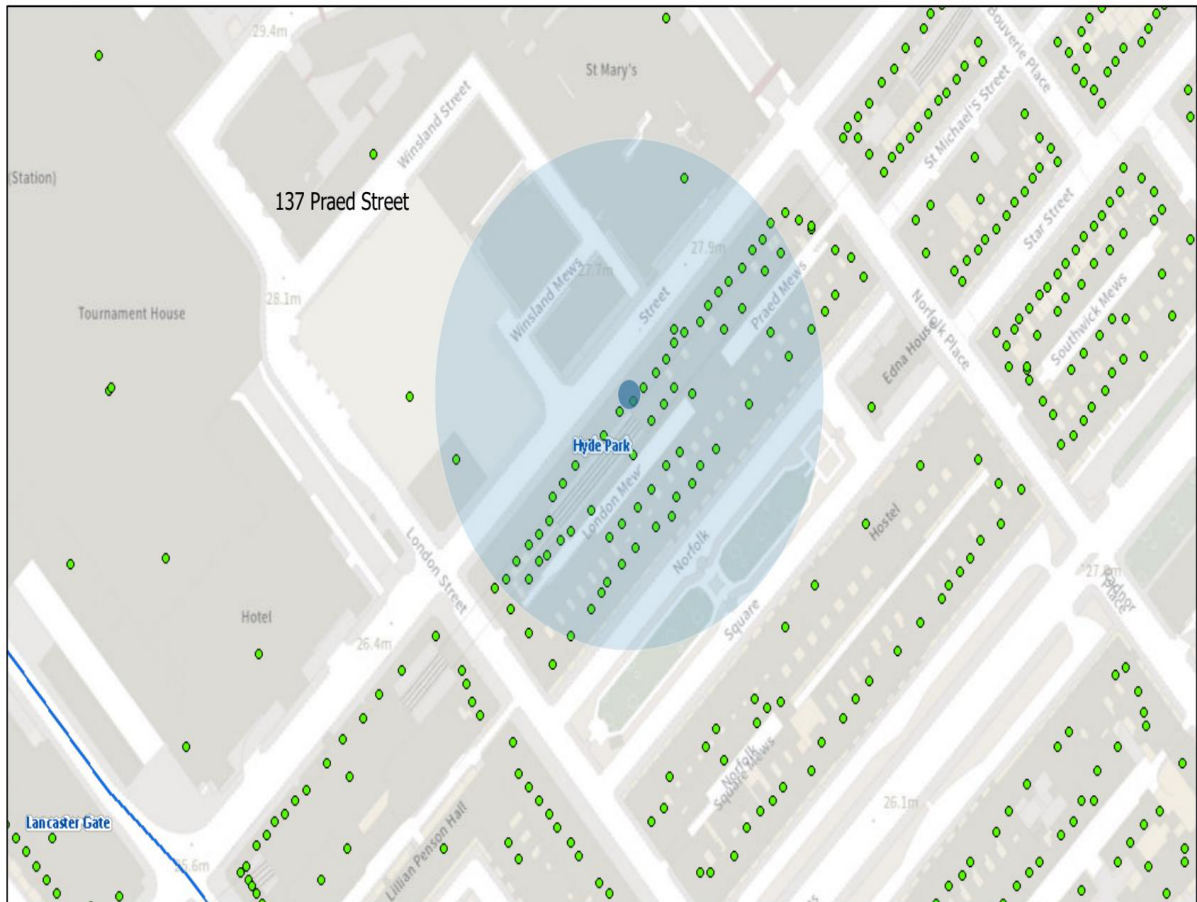 29.4m
Bouverie Place
St Mary's
Winsland Street
St Michael'S Street
(Station)
137 Praed Street
Star Street
27.9m
Winsland Mews
27.7m
Street
Praed Mews
28.1m
Tournament House
Norfolk Place
Edna House
Southwick Mews
Hyde Park
London Mew
Hostel
London Street
Norfolk
Square
Hotel
26.4m
Norfolk
Square Mews
26.1m
Lancaster Gate
Lillian Penson Hall
25.6m